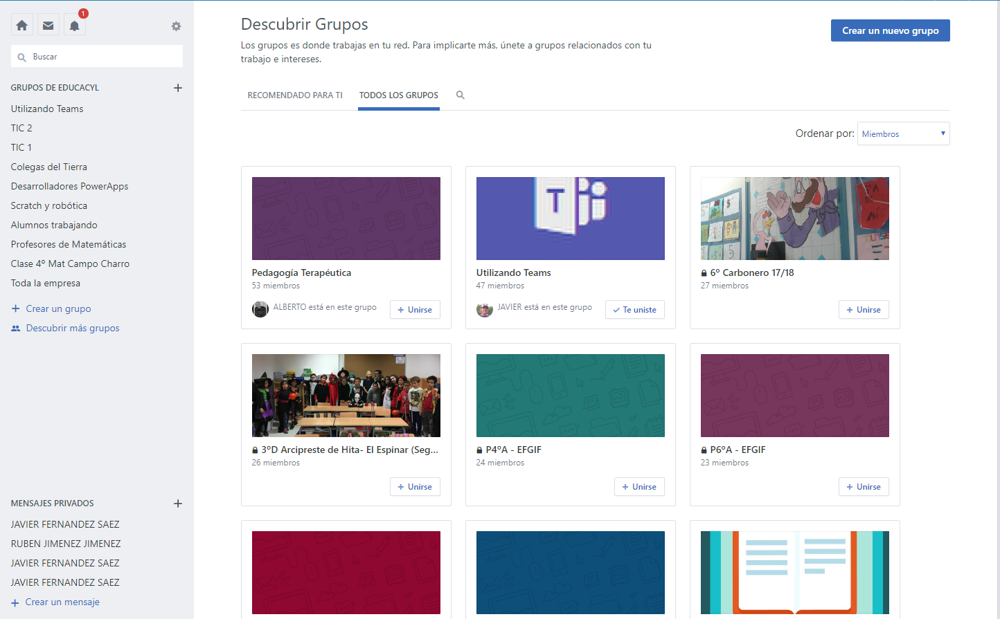 1
Buscar
GRUPOS DE EDUCACYL
Utilizando Teams
TIC 2
TIC 1
Colegas del Tierra
Desarrolladores PowerApps
Scratch y robótica
Alumnos trabajando
Profesores de Matemáticas
Clase 4º Mat Campo Charro
Toda la empresa
Crear un grupo
Descubrir más grupos
MENSAJES PRIVADOS
JAVIER FERNANDEZ SAEZ
RUBEN JIMENEZ JIMENEZ
JAVIER FERNANDEZ SAEZ
JAVIER FERNANDEZ SAEZ
Crear un mensaje
Descubrir Grupos
Crear un nuevo grupo
Los grupos es donde trabajas en tu red. Para implicarte más, únete a grupos relacionados con tu
trabajo e intereses.
RECOMENDADO PARA TI
TODOS LOS GRUPOS
Ordenar por:
Miembros
Pedagogía Terapéutica
53 miembros
ALBERTO está en este grupo
+ Unirse
T
Utilizando Teams
47 miembros
JAVIER está en este grupo
Te uniste
6º Carbonero 17/18
27 miembros
+ Unirse
3ºD Arcipreste de Hita- El Espinar (Seg...
26 miembros
+ Unirse
P4ºA - EFGIF
24 miembros
+ Unirse
P6ºA - EFGIF
23 miembros
+ Unirse